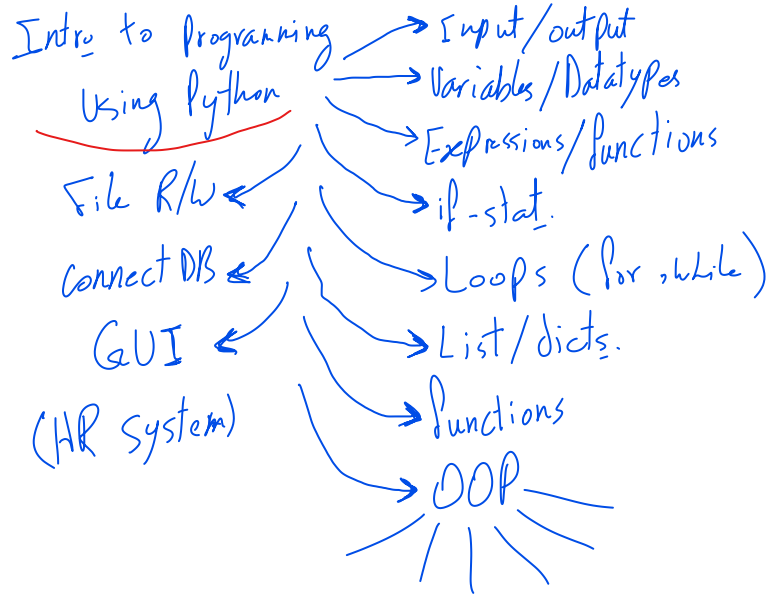 Intro to Programming
Using Python
Input/output
Variables/Datatypes
Expressions/functions
if-stat.
Loops (for, while)
List/dicts.
functions
OOP
File R/W
connect DB
GUI
(HR System)